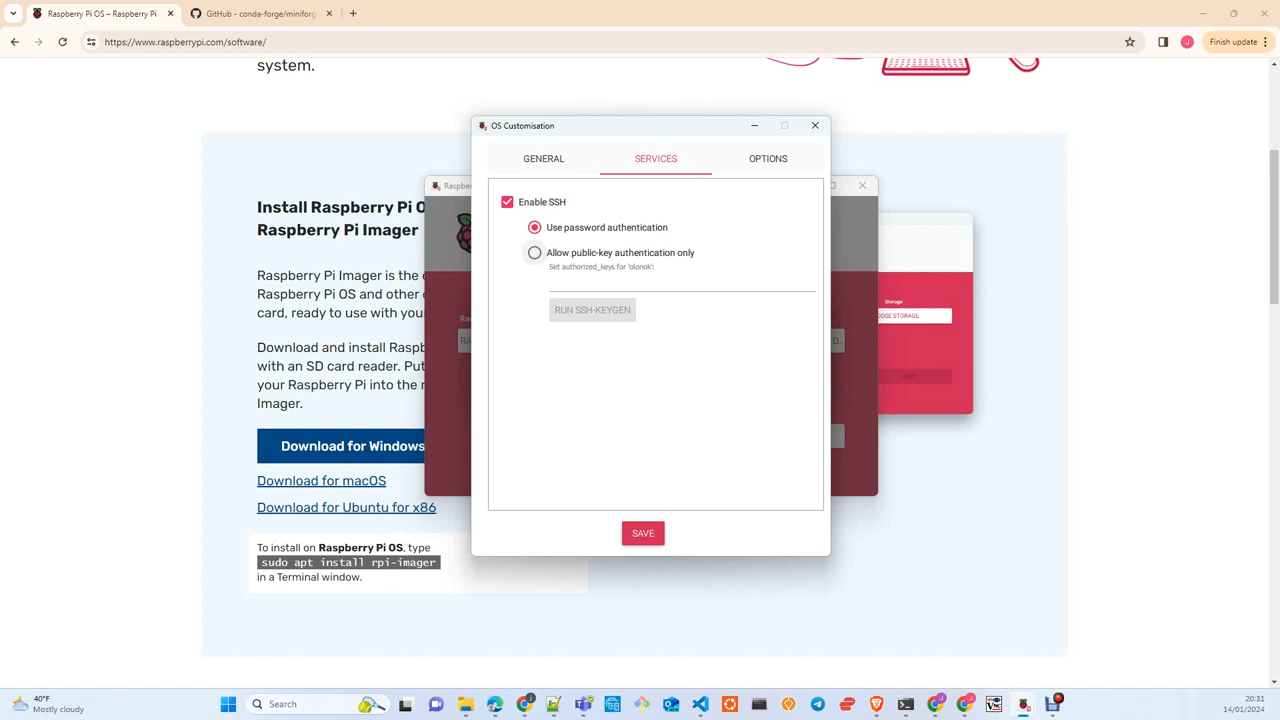 Raspberry Pi OS – Raspberry Pi
GitHub - conda-forge/miniforg
https://www.raspberrypi.com/software/
Finish update
system.
OS Customisation
GENERAL
SERVICES
OPTIONS
Enable SSH
Use password authentication
Allow public-key authentication only
Set authorized_keys for 'olonok':
RUN SSH-KEYGEN
SAVE
Install Raspberry Pi O
Raspberry Pi Imager
Raspberry Pi Imager is the
Raspberry Pi OS and other
card, ready to use with you
Download and install Rasp
with an SD card reader. Put
your Raspberry Pi into the r
Imager.
Storage
Download for Windows
Download for macOS
Download for Ubuntu for x86
To install on Raspberry Pi OS, type
sudo apt install rpi-imager
in a Terminal window.
40°F
Mostly cloudy
Search
20:31
14/01/2024